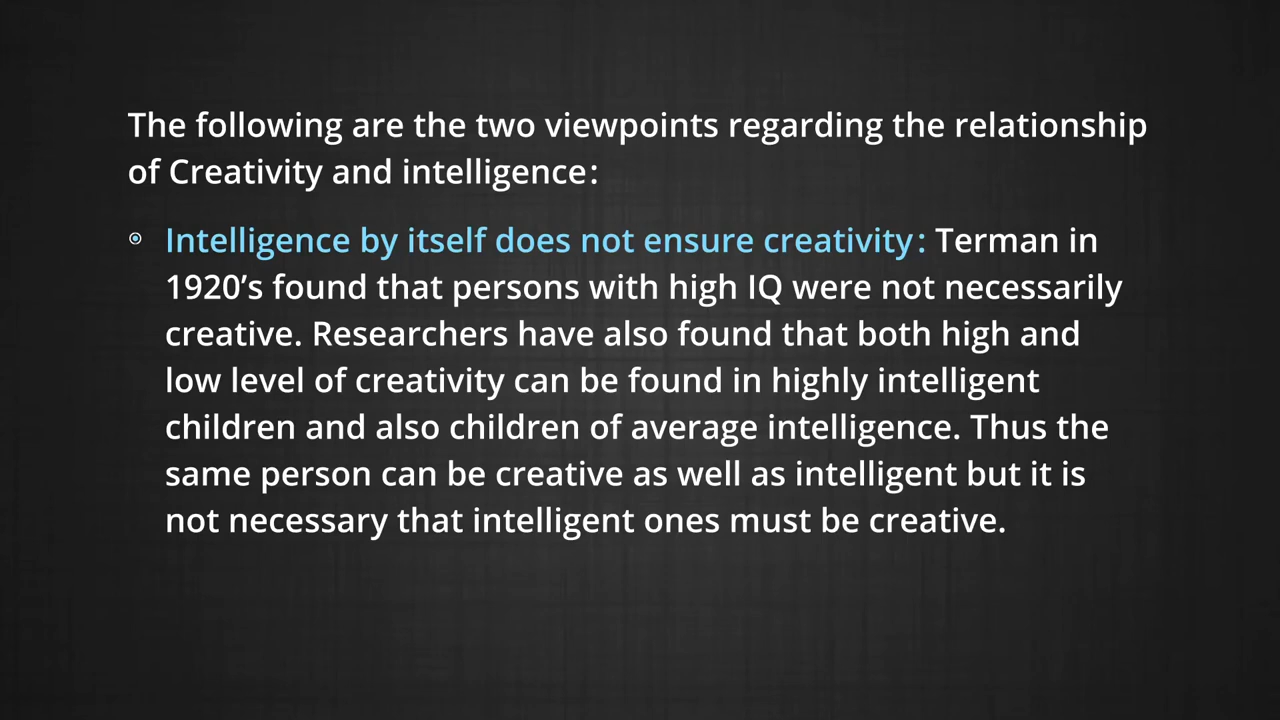 The following are the two viewpoints regarding the relationship
of Creativity and intelligence:
Intelligence by itself does not ensure creativity: Terman in
1920’s found that persons with high IQ were not necessarily
creative. Researchers have also found that both high and
low level of creativity can be found in highly intelligent
children and also children of average intelligence. Thus the
same person can be creative as well as intelligent but it is
not necessary that intelligent ones must be creative.